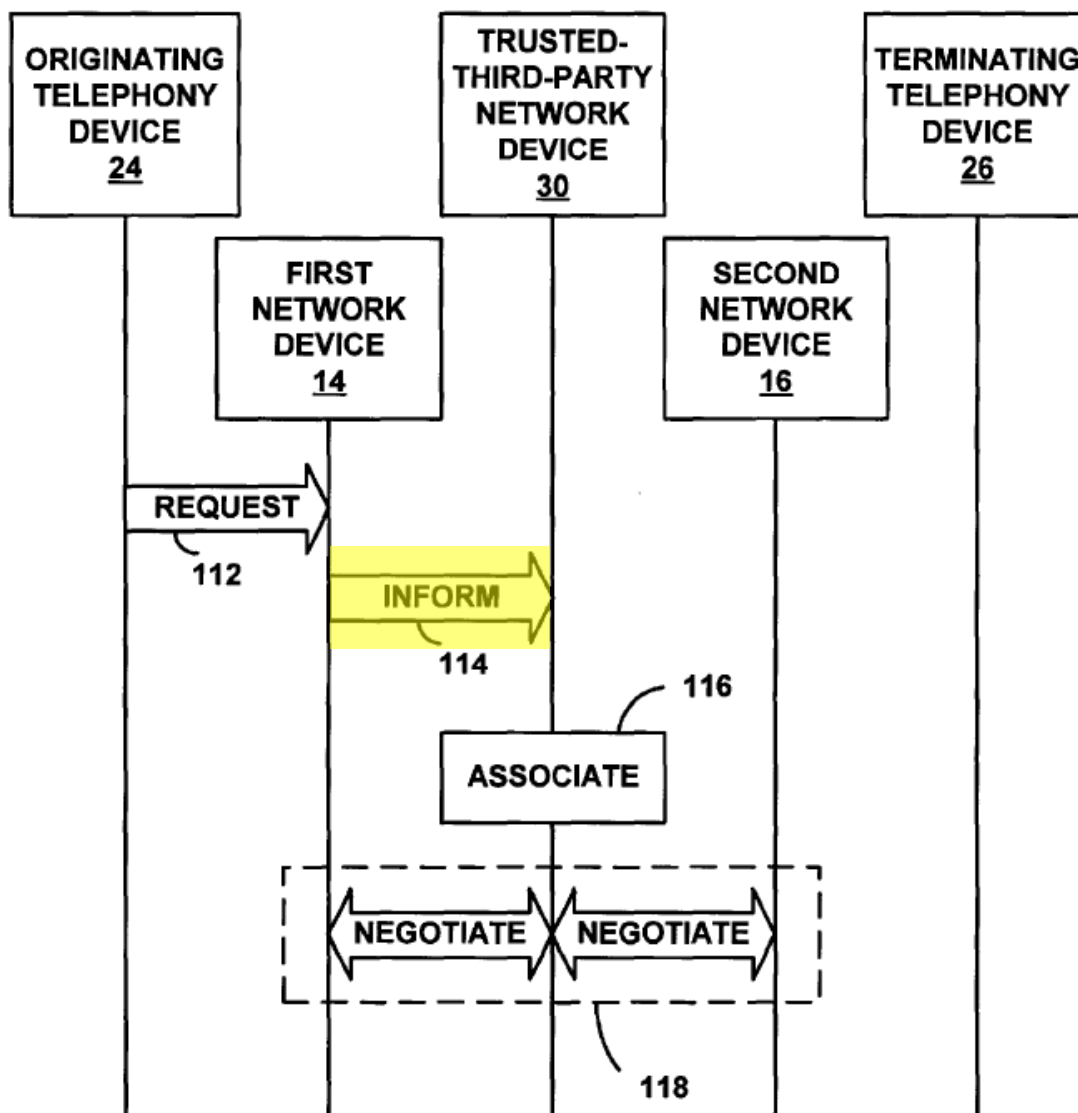 ORIGINATING
TELEPHONY
DEVICE
24
TRUSTED-
THIRD-PARTY
NETWORK
DEVICE
30
TERMINATING
TELEPHONY
DEVICE
26
FIRST
NETWORK
DEVICE
14
SECOND
NETWORK
DEVICE
16
REQUEST
112
INFORM
114
116
ASSOCIATE
NEGOTIATE
NEGOTIATE
118